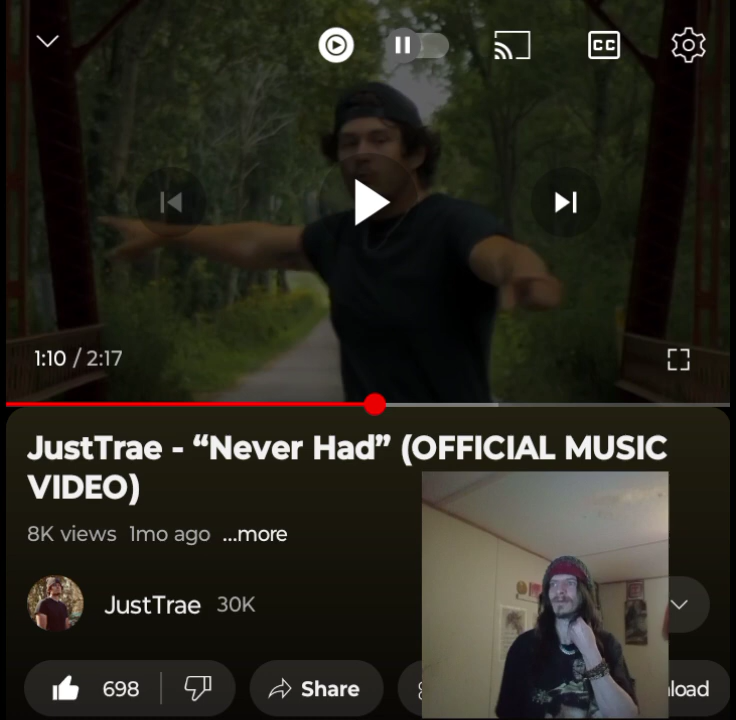 CC
1:10 / 2:17
JustTrae - “Never Had” (OFFICIAL MUSIC
VIDEO)
8K views 1mo ago ...more
JustTrae 30K
698 Share load